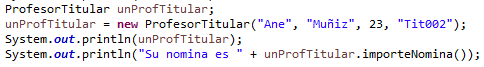 ProfesorTitular unProfTitular;
unProfTitular = new ProfesorTitular("Ane", "Muñiz", 23, "Tit002");
System.out.println(unProfTitular);
System.out.println("Su nomina es " + unProfTitular.importeNomina());